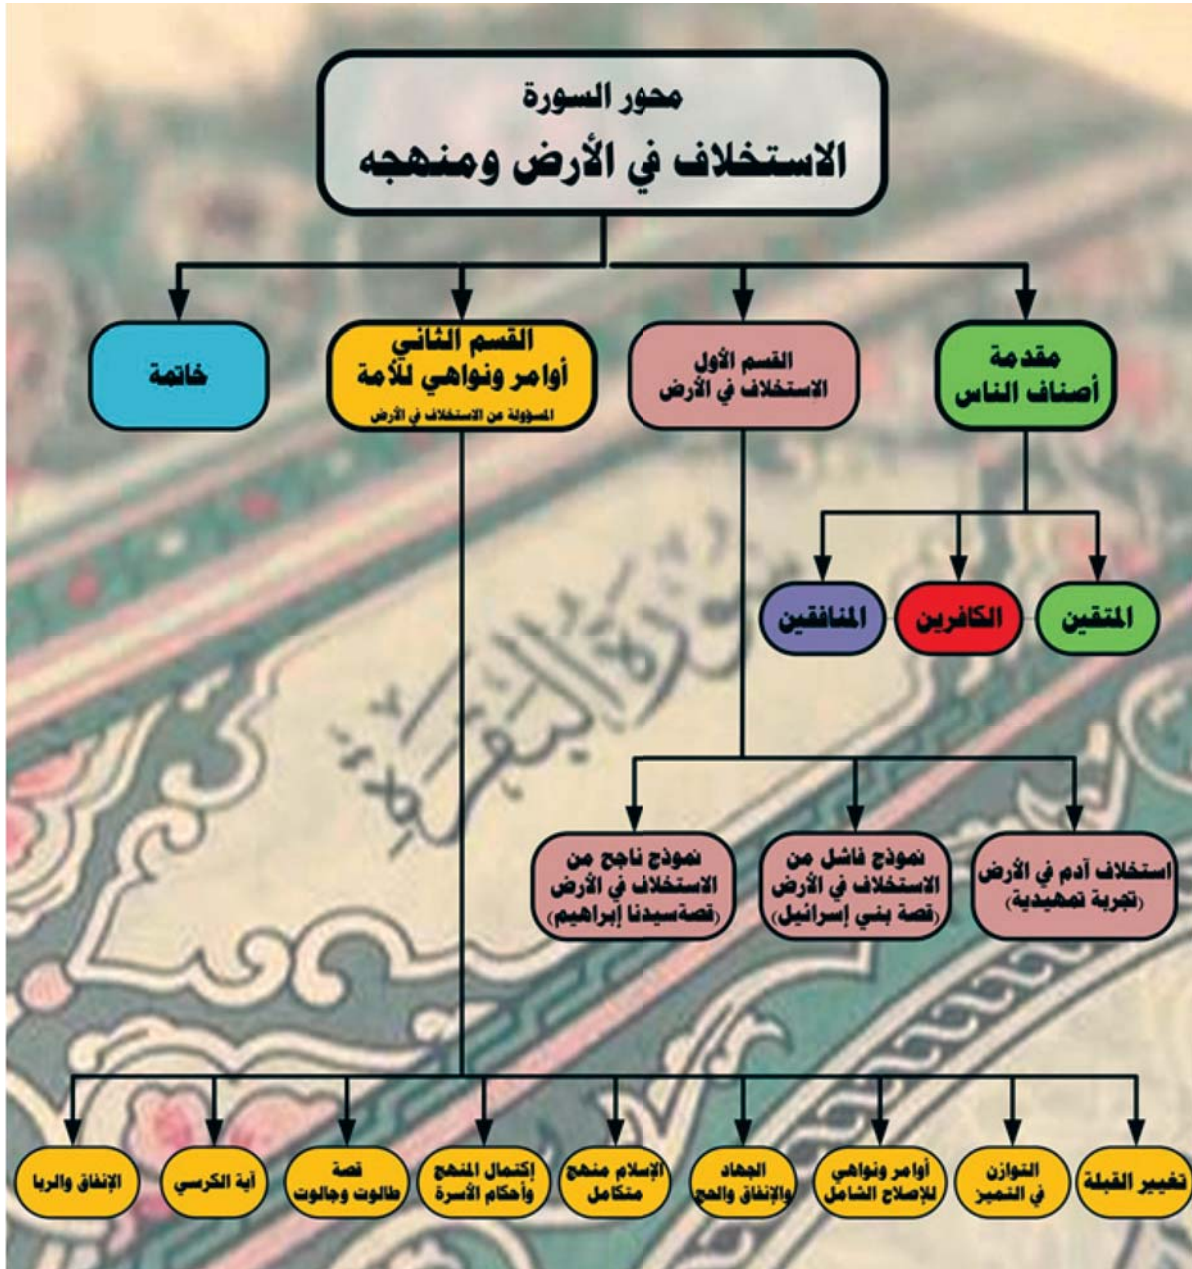 محور السورة
الاستخلاف في الأرض ومنهجه
مقدمة
أصناف الناس
القسم الأول
الإستخلاف في الأرض
القسم الثاني
أوامر ونواهي للأمة
المسؤولة عن الاستخلاف في الأرض
خاتمة
المتقين
الكافرين
المنافقين
سورة البقرة
استخلاف آدم في الأرض
(تجربة تمهيدية)
نموذج فاشل من
الاستخلاف في الأرض
(قصة بني إسرائيل)
نموذج ناجح من
الاستخلاف في الأرض
(قصة سيدنا إبراهيم)
تغيير القبلة
التوازن
في التميز
أوامر ونواهي
للإصلاح الشامل
الجهاد
والإنفاق والحج
الإسلام منهج
متكامل
إكتمال المنهج
وأحكام الأسرة
قصة
طالوت وجالوت
آية الكرسي
الإنفاق والربا